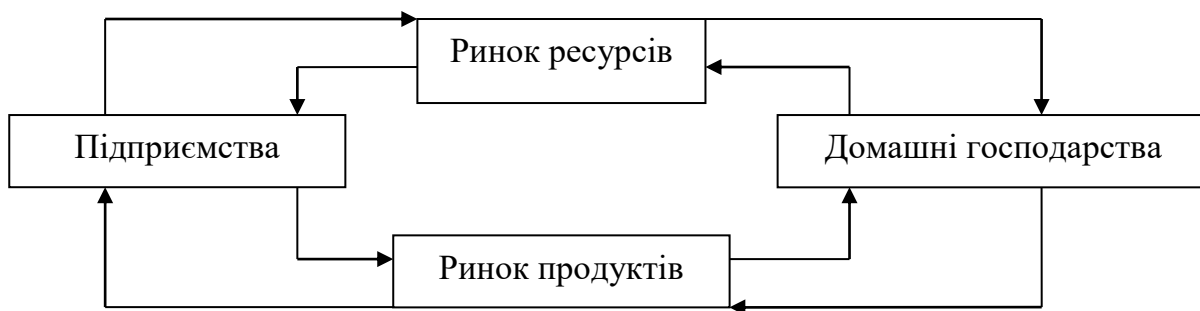 Ринок ресурсів
Підприємства
Домашні господарства
Ринок продуктів